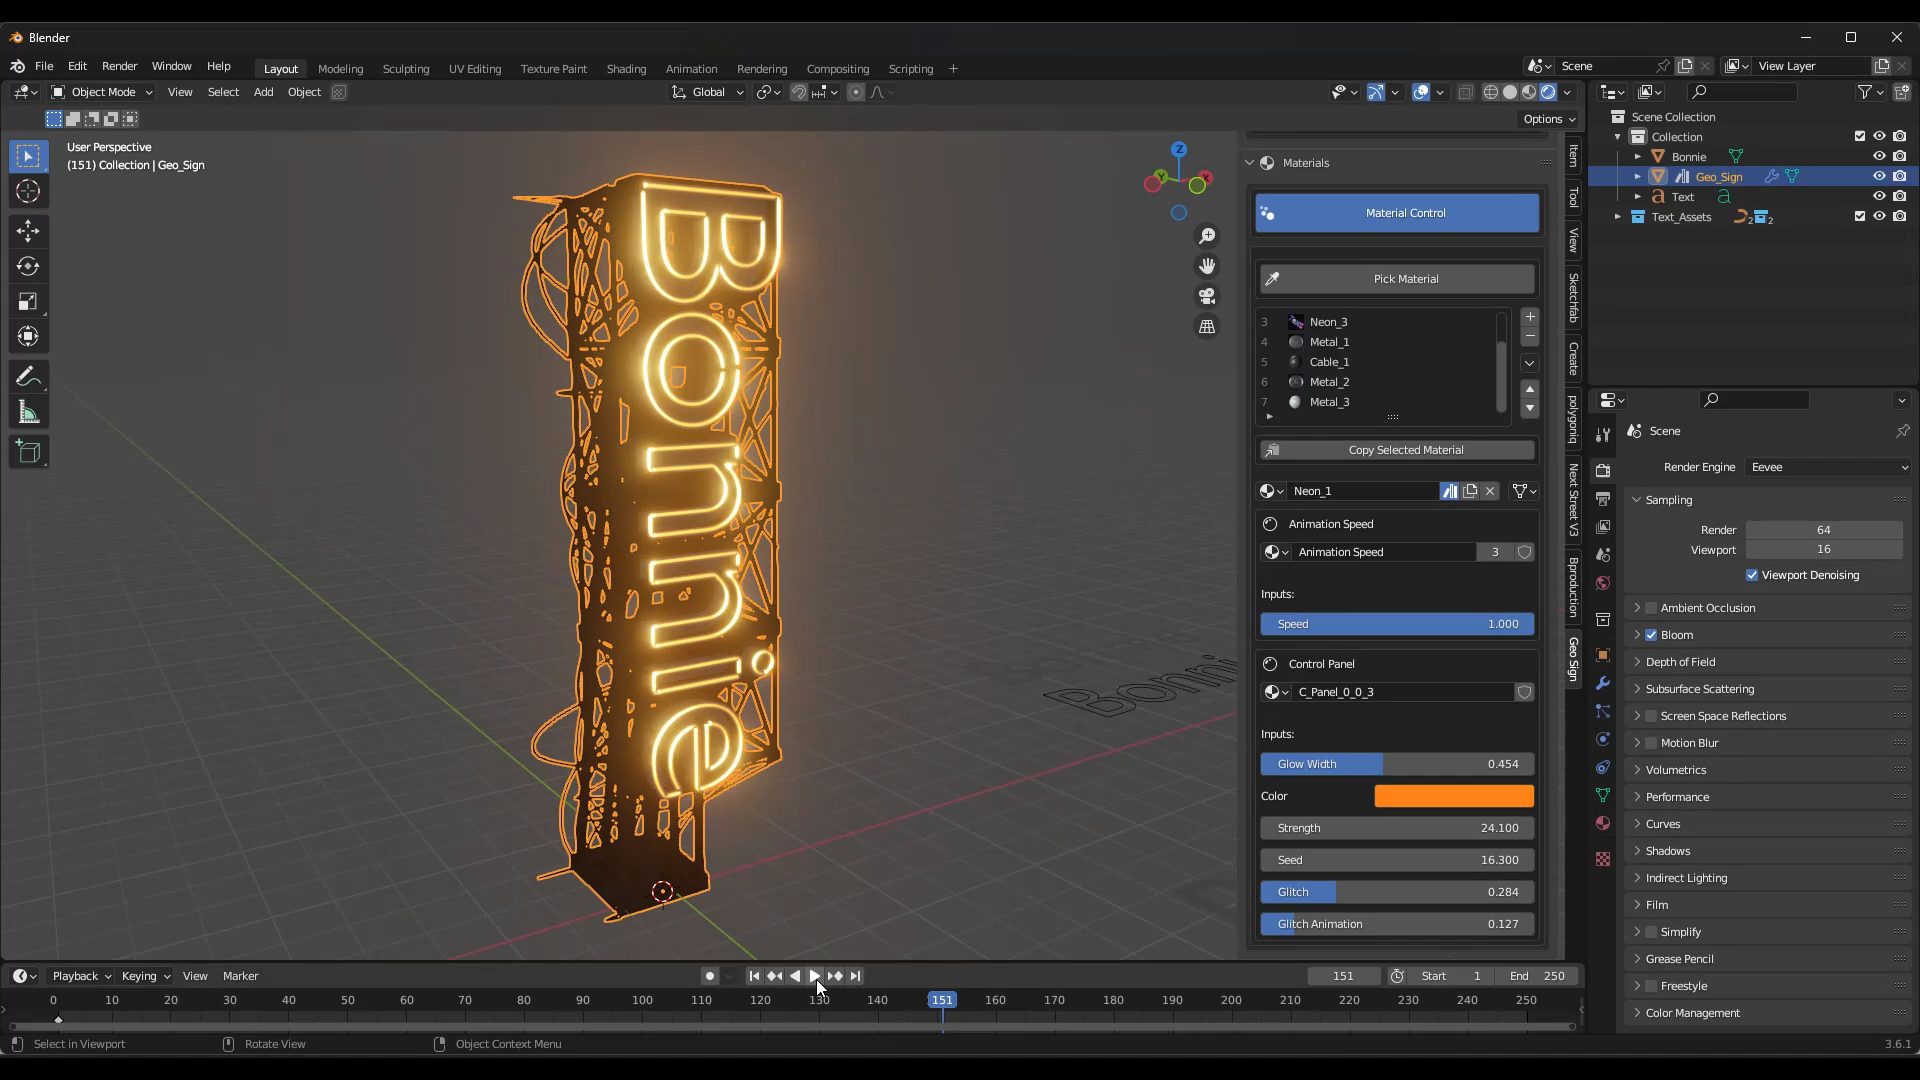 Blender
File Edit Render Window Help
Layout Modeling Sculpting UV Editing Texture Paint Shading Animation Rendering Compositing Scripting +
Scene
View Layer
Object Mode View Select Add Object
Global
Options
User Perspective
(151) Collection | Geo_Sign
Bonnie
Bonni
Z
Y
X
Item
Tool
View
Sketchfab
Create
polygoniq
Next Street V3
Bproduction
Geo Sign
Materials
Material Control
Pick Material
3 Neon_3
4 Metal_1
5 Cable_1
6 Metal_2
7 Metal_3
Copy Selected Material
Neon_1
Animation Speed
Animation Speed 3
Inputs:
Speed 1.000
Control Panel
C_Panel_0_0_3
Inputs:
Glow Width 0.454
Color
Strength 24.100
Seed 16.300
Glitch 0.284
Glitch Animation 0.127
Scene Collection
Collection
Bonnie
Geo_Sign
Text
Text_Assets 2 2
Scene
Render Engine Eevee
Sampling
Render 64
Viewport 16
Viewport Denoising
Ambient Occlusion
Bloom
Depth of Field
Subsurface Scattering
Screen Space Reflections
Motion Blur
Volumetrics
Performance
Curves
Shadows
Indirect Lighting
Film
Simplify
Grease Pencil
Freestyle
Color Management
Playback Keying View Marker
151 Start 1 End 250
0 10 20 30 40 50 60 70 80 90 100 110 120 130 140 151 160 170 180 190 200 210 220 230 240 250
Select in Viewport Rotate View Object Context Menu
3.6.1